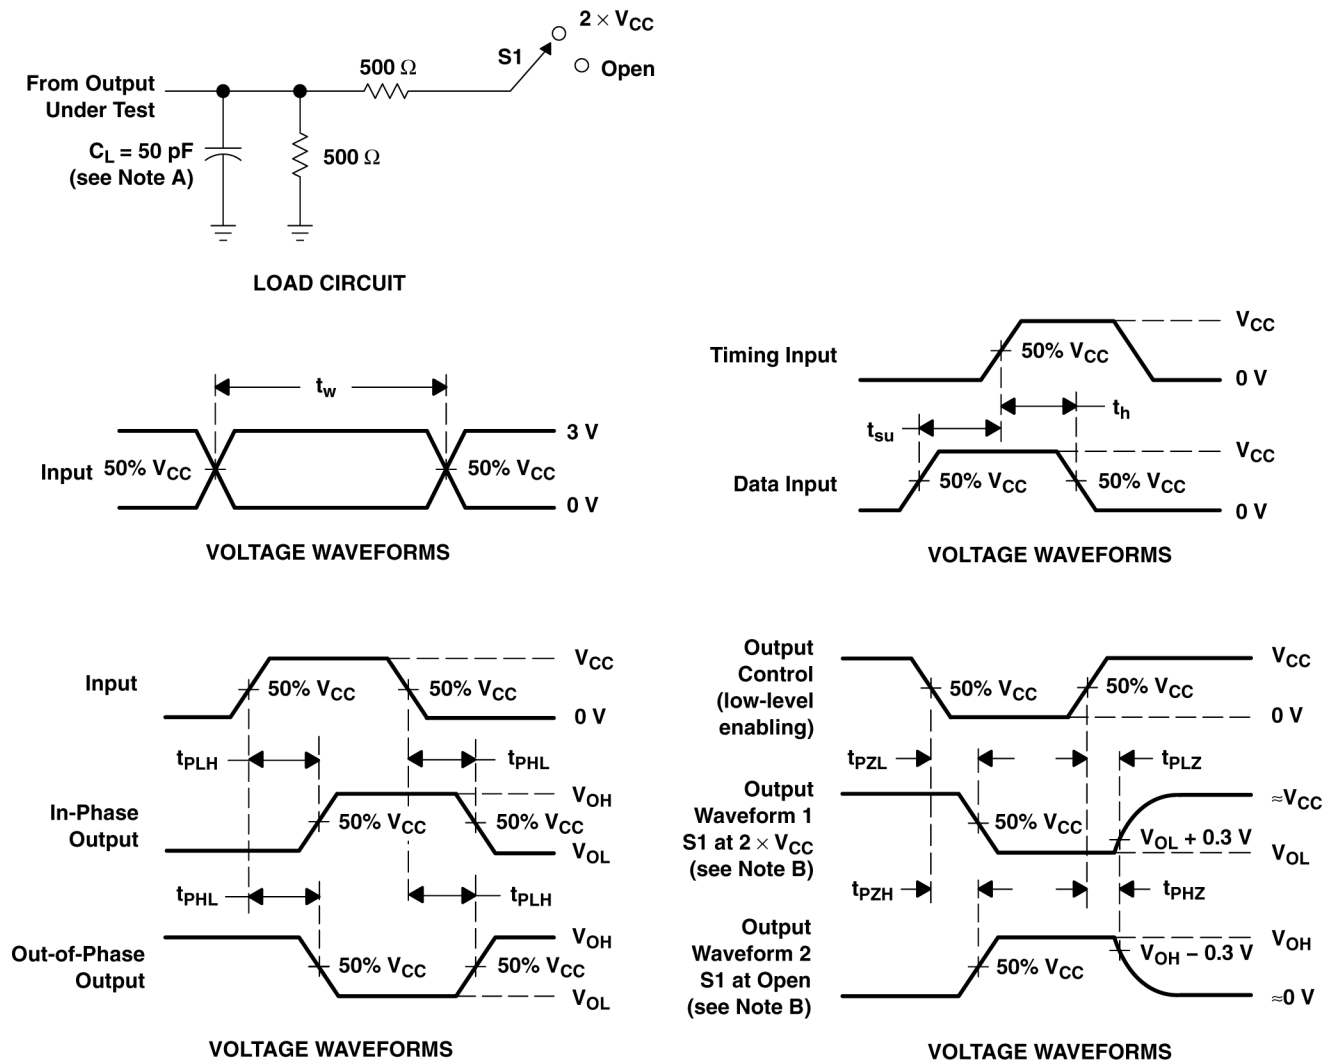 2 × VCC
S1
Open
500 Ω
From Output
Under Test
CL = 50 pF
(see Note A)
500 Ω
LOAD CIRCUIT
tw
Input
50% VCC
50% VCC
3 V
0 V
VOLTAGE WAVEFORMS
Timing Input
50% VCC
VCC
0 V
th
tsu
Data Input
50% VCC
50% VCC
VCC
0 V
VOLTAGE WAVEFORMS
Input
50% VCC
50% VCC
VCC
0 V
tPLH
tPHL
In-Phase
Output
50% VCC
50% VCC
VOH
VOL
tPHL
tPLH
Out-of-Phase
Output
50% VCC
50% VCC
VOH
VOL
VOLTAGE WAVEFORMS
Output
Control
(low-level
enabling)
50% VCC
50% VCC
VCC
0 V
tPZL
tPLZ
Output
Waveform 1
S1 at 2 × VCC
(see Note B)
50% VCC
≈VCC
VOL + 0.3 V
VOL
tPZH
tPHZ
Output
Waveform 2
S1 at Open
(see Note B)
50% VCC
VOH
VOH − 0.3 V
≈0 V
VOLTAGE WAVEFORMS